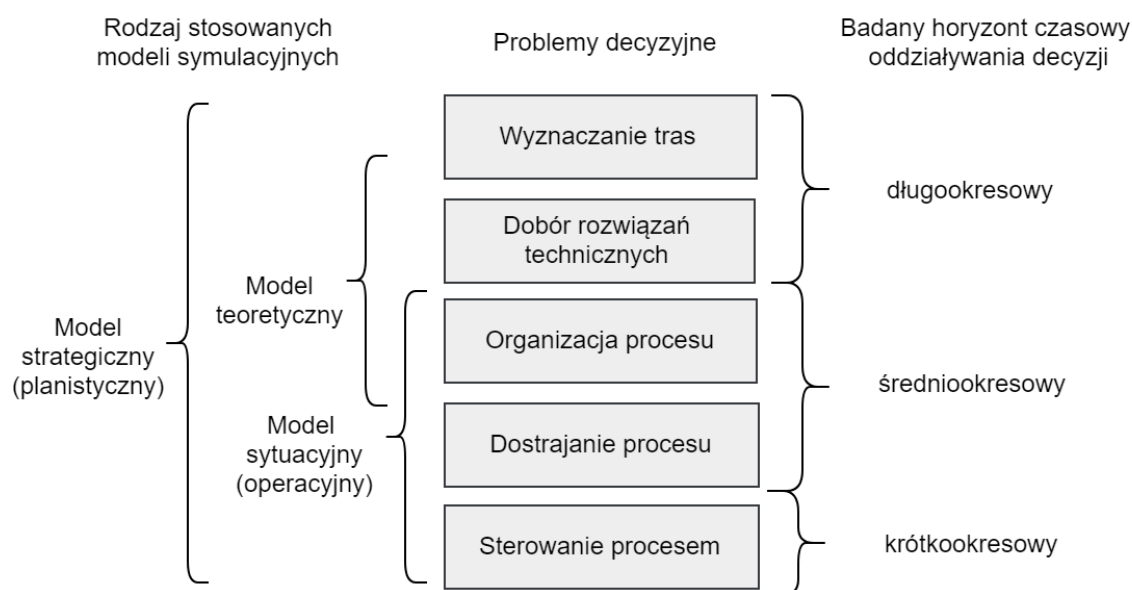 Rodzaj stosowanych
modeli symulacyjnych
Problemy decyzyjne
Badany horyzont czasowy
oddziaływania decyzji
Model
strategiczny
(planistyczny)
Model
teoretyczny
Model
sytuacyjny
(operacyjny)
Wyznaczanie tras
Dobór rozwiązań
technicznych
Organizacja procesu
Dostrajanie procesu
Sterowanie procesem
długookresowy
średniookresowy
krótkookresowy